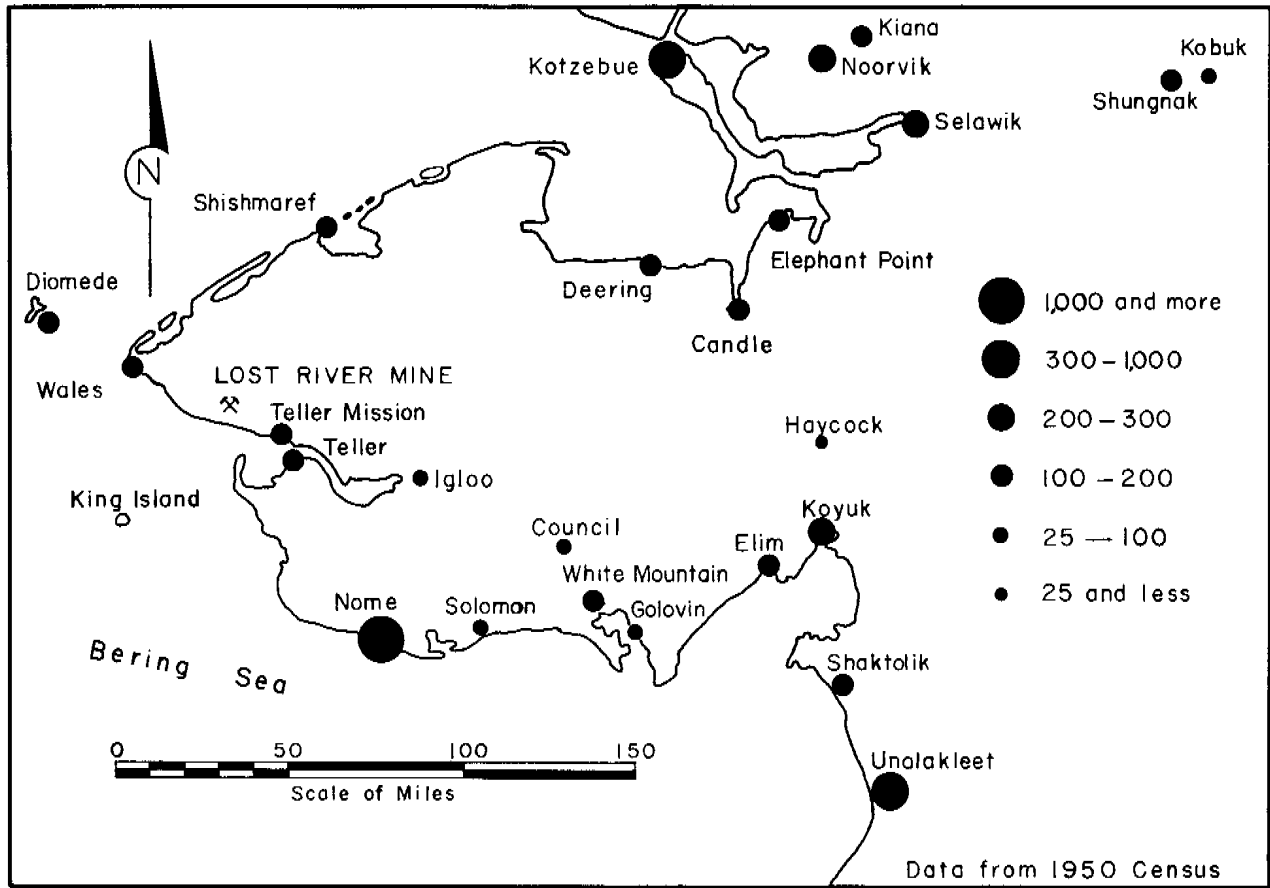 Kiana
Kotzebue
Noorvik
Kobuk
Shungnak
Selawik
N
Shishmaref
Diomede
Elephant Point
Deering
Candle
Wales
LOST RIVER MINE
Teller Mission
Teller
Igloo
King Island
Haycock
Koyuk
Council
Elim
White Mountain
Golovin
Nome
Solomon
Bering Sea
Shaktolik
Unalakleet
1,000 and more
300-1,000
200-300
100-200
25-100
25 and less
0 50 100 150
Scale of Miles
Data from 1950 Census